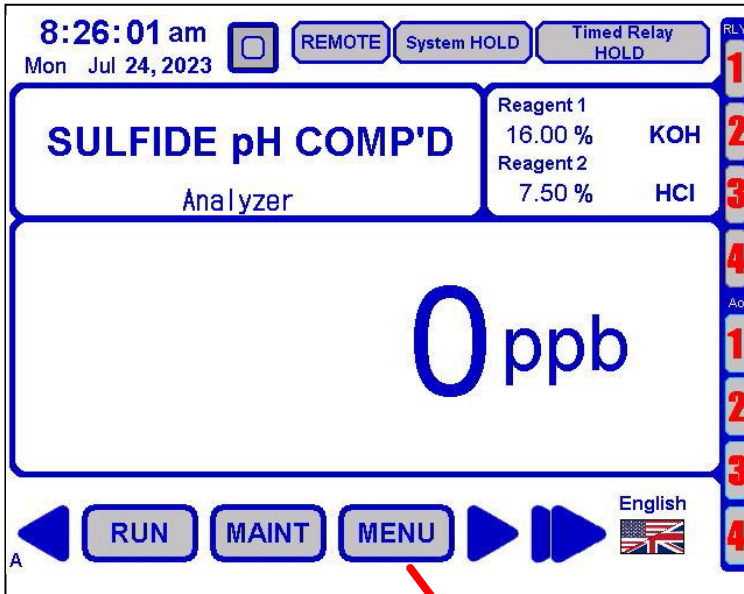 8:26:01 am
Mon Jul 24, 2023
REMOTE
System HOLD
Timed Relay
HOLD
RLY
SULFIDE pH COMP'D
Analyzer
Reagent 1
16.00 % KOH
Reagent 2
7.50 % HCl
1
2
3
4
0 ppb
Ao
1
2
3
4
RUN
MAINT
MENU
English
A